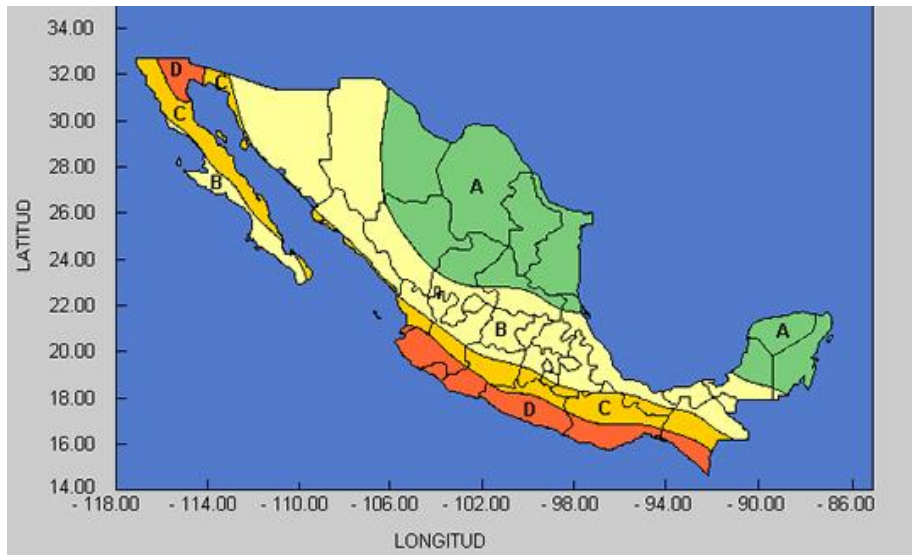 34.00
32.00
30.00
28.00
26.00
24.00
22.00
20.00
18.00
16.00
14.00
LATITUD
D
C
C
B
A
B
A
C
D
- 118.00 - 114.00 - 110.00 - 106.00 - 102.00 - 98.00 - 94.00 - 90.00 - 86.00
LONGITUD